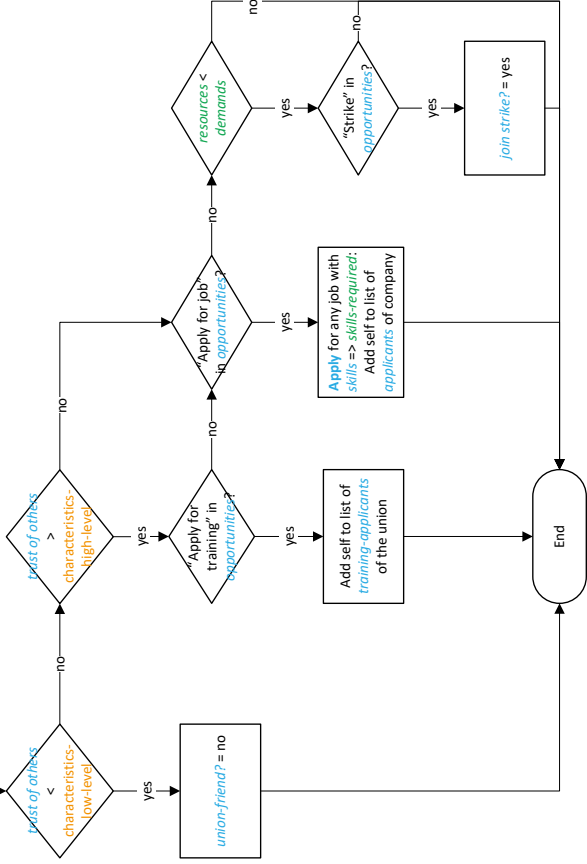 trust of others
<
characteristics-
low-level
no
yes
union-friend? = no
trust of others
>
characteristics-
high-level
no
yes
"Apply for
training" in
opportunities?
no
yes
Add self to list of
training-applicants
of the union
"Apply for job"
in opportunities?
no
yes
Apply for any job with
skills => skills-required:
Add self to list of
applicants of company
resources <
demands
no
yes
"Strike" in
opportunities?
no
yes
join strike? = yes
End